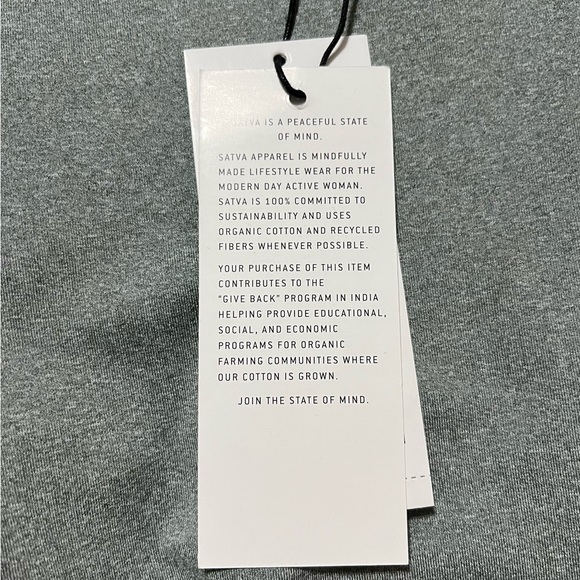 SATVA IS A PEACEFUL STATE
OF MIND.
SATVA APPAREL IS MINDFULLY
MADE LIFESTYLE WEAR FOR THE
MODERN DAY ACTIVE WOMAN.
SATVA IS 100% COMMITTED TO
SUSTAINABILITY AND USES
ORGANIC COTTON AND RECYCLED
FIBERS WHENEVER POSSIBLE.
YOUR PURCHASE OF THIS ITEM
CONTRIBUTES TO THE
"GIVE BACK" PROGRAM IN INDIA
HELPING PROVIDE EDUCATIONAL,
SOCIAL, AND ECONOMIC
PROGRAMS FOR ORGANIC
FARMING COMMUNITIES WHERE
OUR COTTON IS GROWN.
JOIN THE STATE OF MIND.